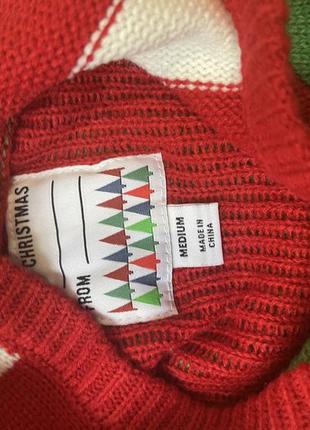 CHRISTMAS
FROM
MEDIUM
MADE IN
CHINA